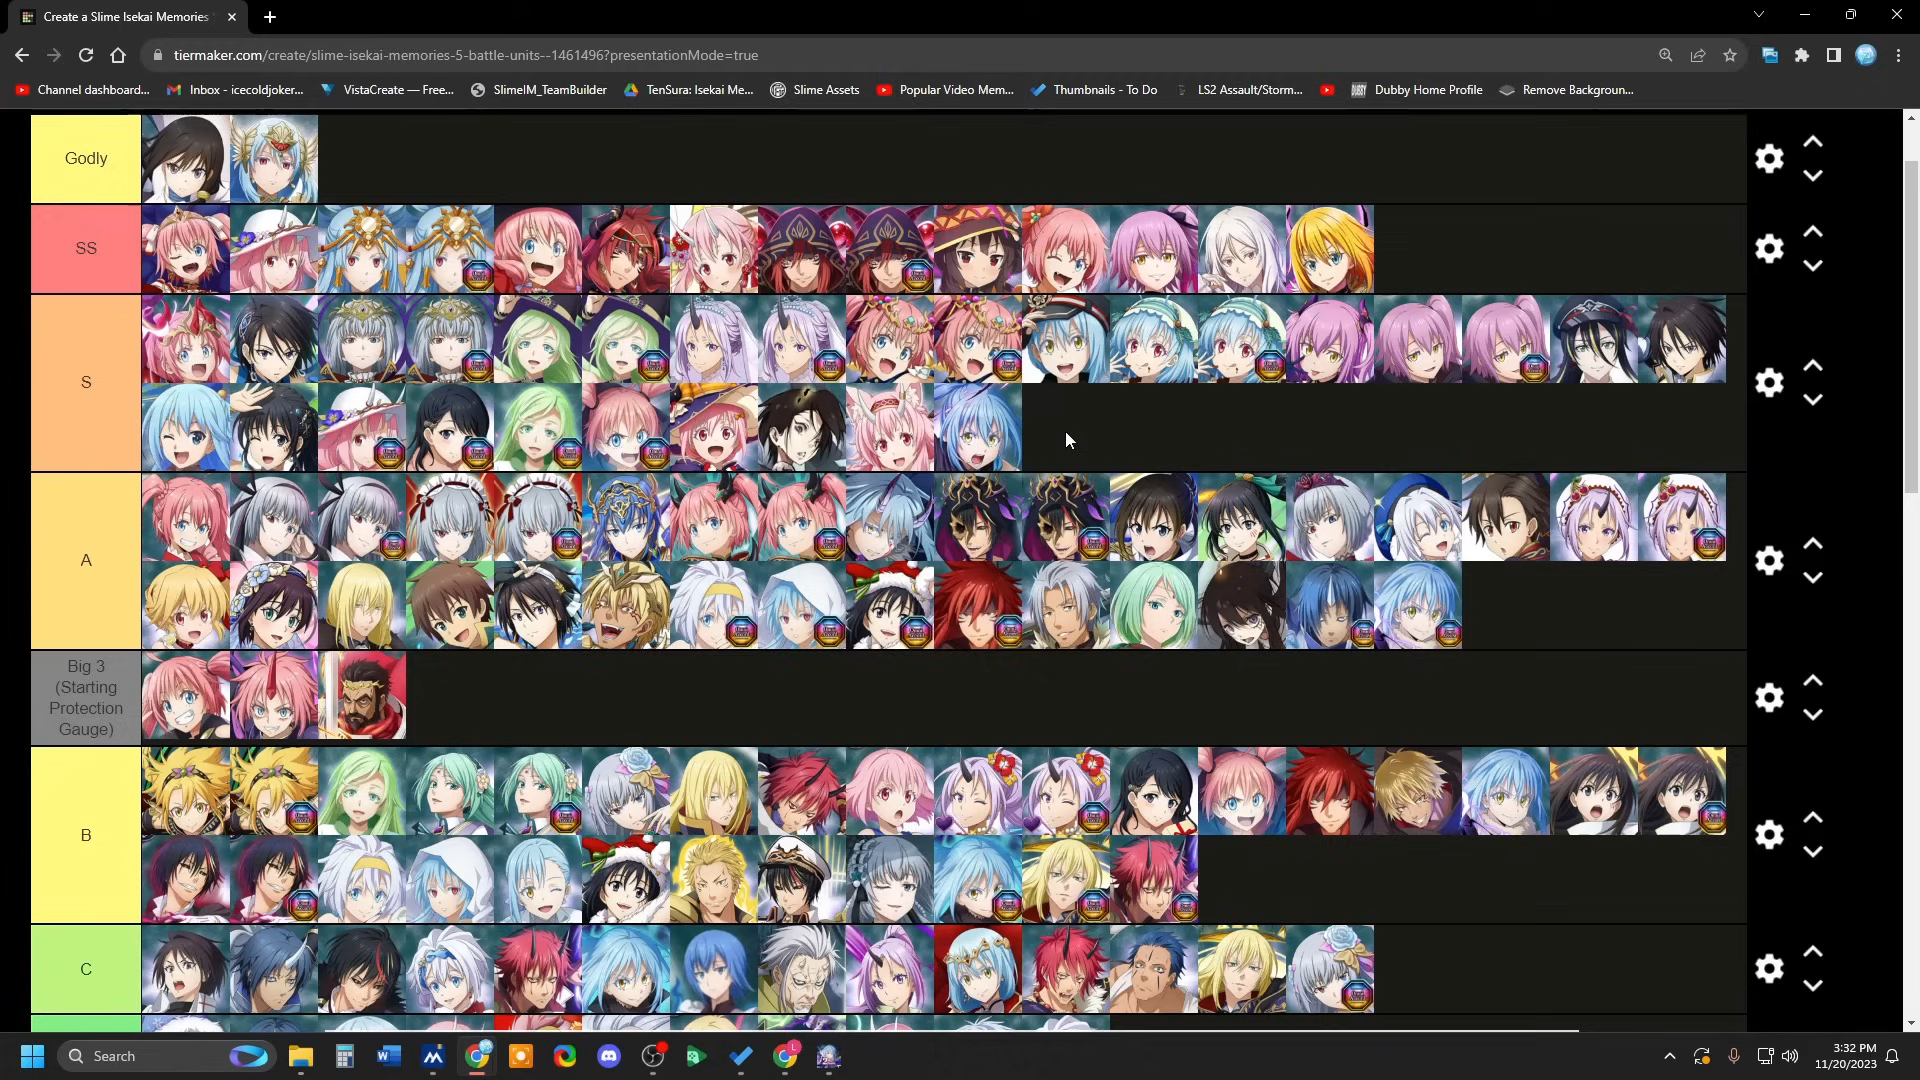 Create a Slime Isekai Memories
tiermaker.com/create/slime-isekai-memories-5-battle-units--1461496?presentationMode=true
Channel dashboard... Inbox - icecoldjoker... VistaCreate — Free... SlimeIM_TeamBuilder TenSura: Isekai Me... Slime Assets Popular Video Mem... Thumbnails - To Do LS2 Assault/Storm... Dubby Home Profile Remove Backgroun...
Godly
SS
S
A
Big 3
(Starting
Protection
Gauge)
B
C
Search
3:32 PM
11/20/2023